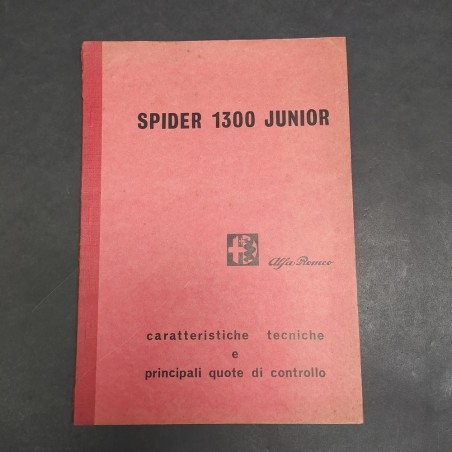 SPIDER 1300 JUNIOR
Alfa Romeo
caratteristiche tecniche
e
principali quote di controllo